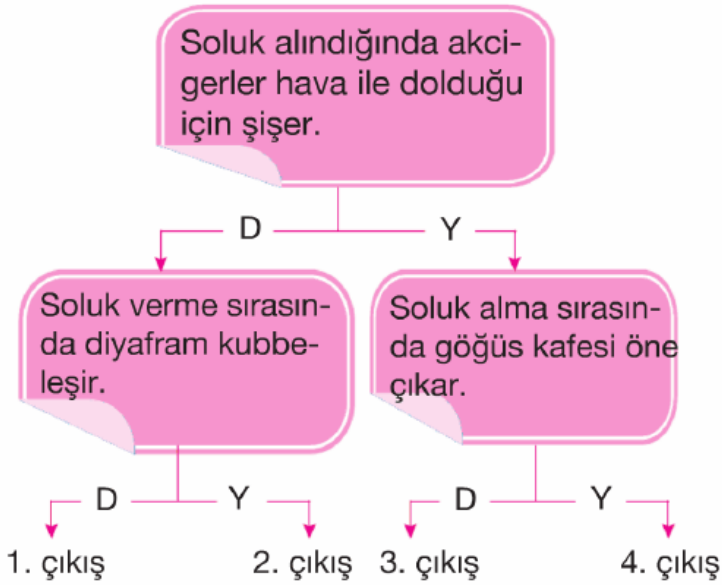 Soluk alındığında akci-
gerler hava ile dolduğu
için şişer.
D
Y
Soluk verme sırasın-
da diyafram kubbe-
leşir.
Soluk alma sırasın-
da göğüs kafesi öne
çıkar.
D
Y
D
Y
1. çıkış
2. çıkış
3. çıkış
4. çıkış